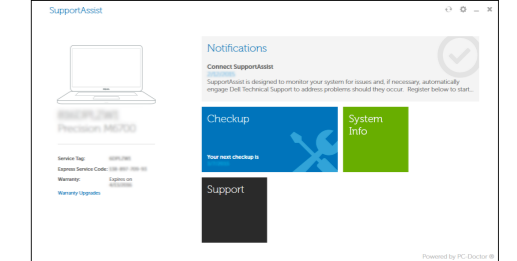 SupportAssist
Notifications
Connect SupportAssist
SupportAssist is designed to monitor your system for issues and, if necessary, automatically
engage Dell Technical Support to address problems should they occur. Register below to start...
Precision M6700
Checkup
System
Info
Your next checkup is
Service Tag:
Express Service Code:
Warranty: Expires on
Warranty Upgrades
Support
Powered by PC-Doctor ®